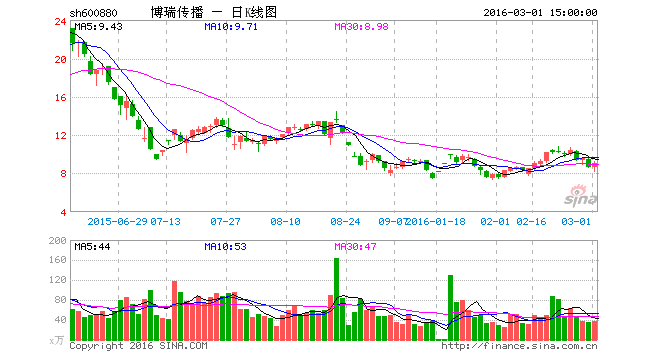 sh600880 博瑞传播 一 日K线图 2016-03-01 15:00:00
MA5:9.43 MA10:9.71 MA30:8.98
24
20
16
12
8
4
sina
2015-06-29 07-13 07-27 08-10 08-24 09-07 2016-01-18 02-01 02-16 03-01
MA5:44 MA10:53 MA30:47
200
160
120
80
40
x万
Copyright 2016 SINA.COM http://finance.sina.com.cn